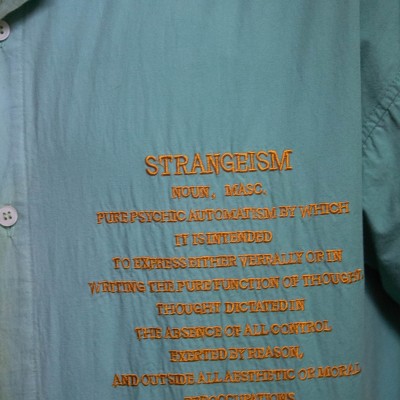 STRANGEISM
NOUN, MASC.
PURE PSYCHIC AUTOMATISM BY WHICH
IT IS INTENDED
TO EXPRESS EITHER VERBALLY OR IN
WRITING THE PURE FUNCTION OF THOUGHT
THOUGHT DICTATED IN
THE ABSENCE OF ALL CONTROL
EXERTED BY REASON,
AND OUTSIDE ALL AESTHETIC OR MORAL
PREOCCUPATIONS